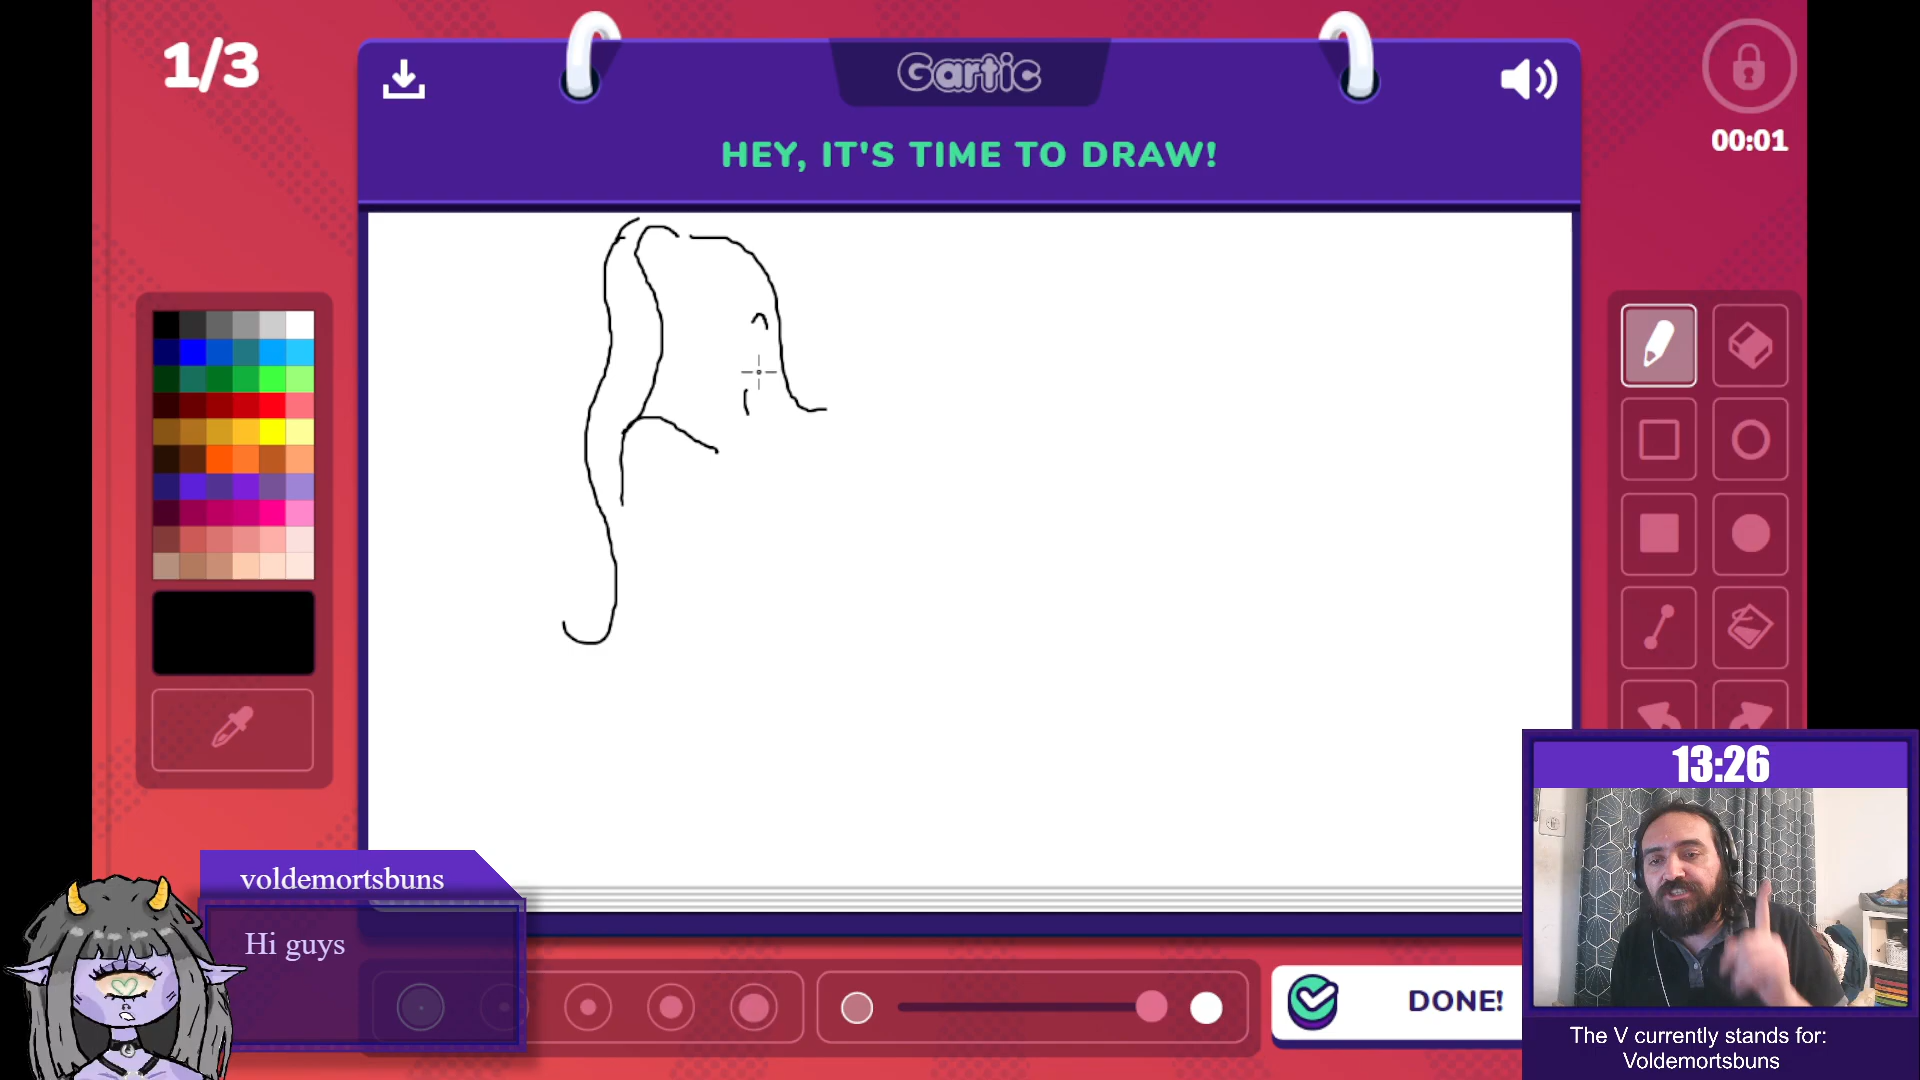 1/3
Gartic
00:01
HEY, IT'S TIME TO DRAW!
13:26
voldemortsbuns
Hi guys
DONE!
The V currently stands for:
Voldemortsbuns